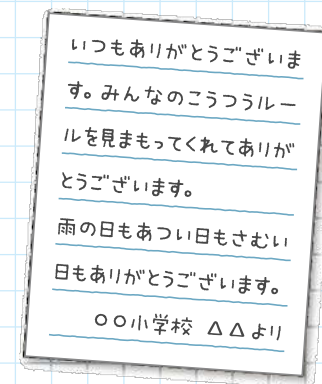 いつもありがとうございま
す。みんなのこうつうルー
ルを見まもってくれてありが
とうございます。
雨の日もあつい日もさむい
日もありがとうございます。
○○小学校 △△より